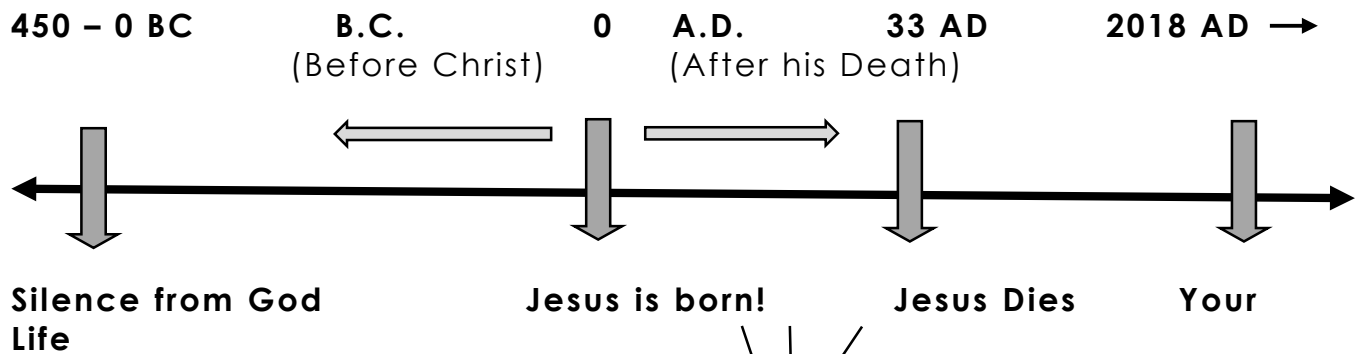 450 – 0 BC B.C. 0 A.D. 33 AD 2018 AD
(Before Christ) (After his Death)
Silence from God Jesus is born! Jesus Dies Your
Life